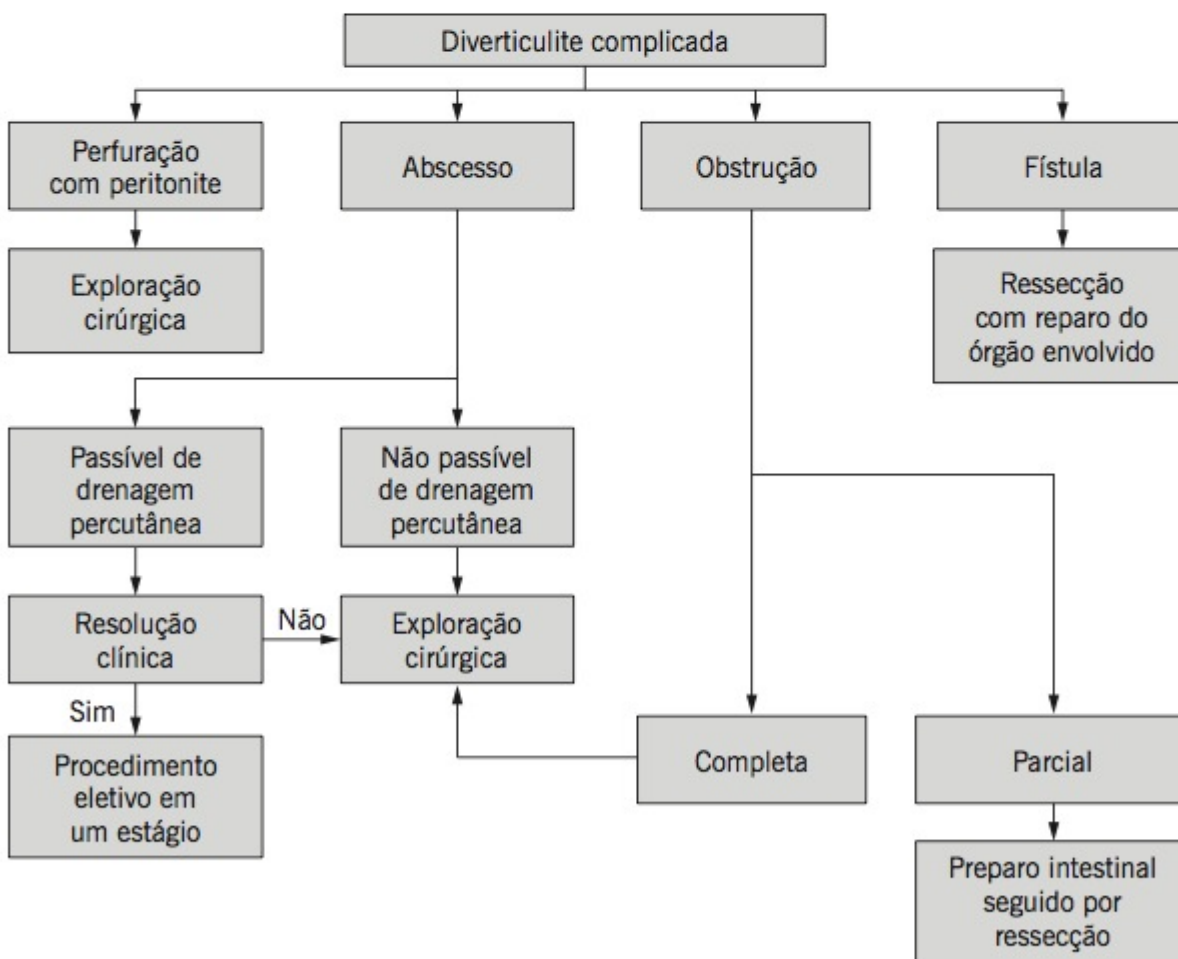 Diverticulite complicada
Perfuração
com peritonite
Abscesso
Obstrução
Fístula
Exploração
cirúrgica
Ressecção
com reparo do
órgão envolvido
Passível de
drenagem
percutânea
Não passível
de drenagem
percutânea
Resolução
clínica
Não
Exploração
cirúrgica
Sim
Procedimento
eletivo em
um estágio
Completa
Parcial
Preparo intestinal
seguido por
ressecção